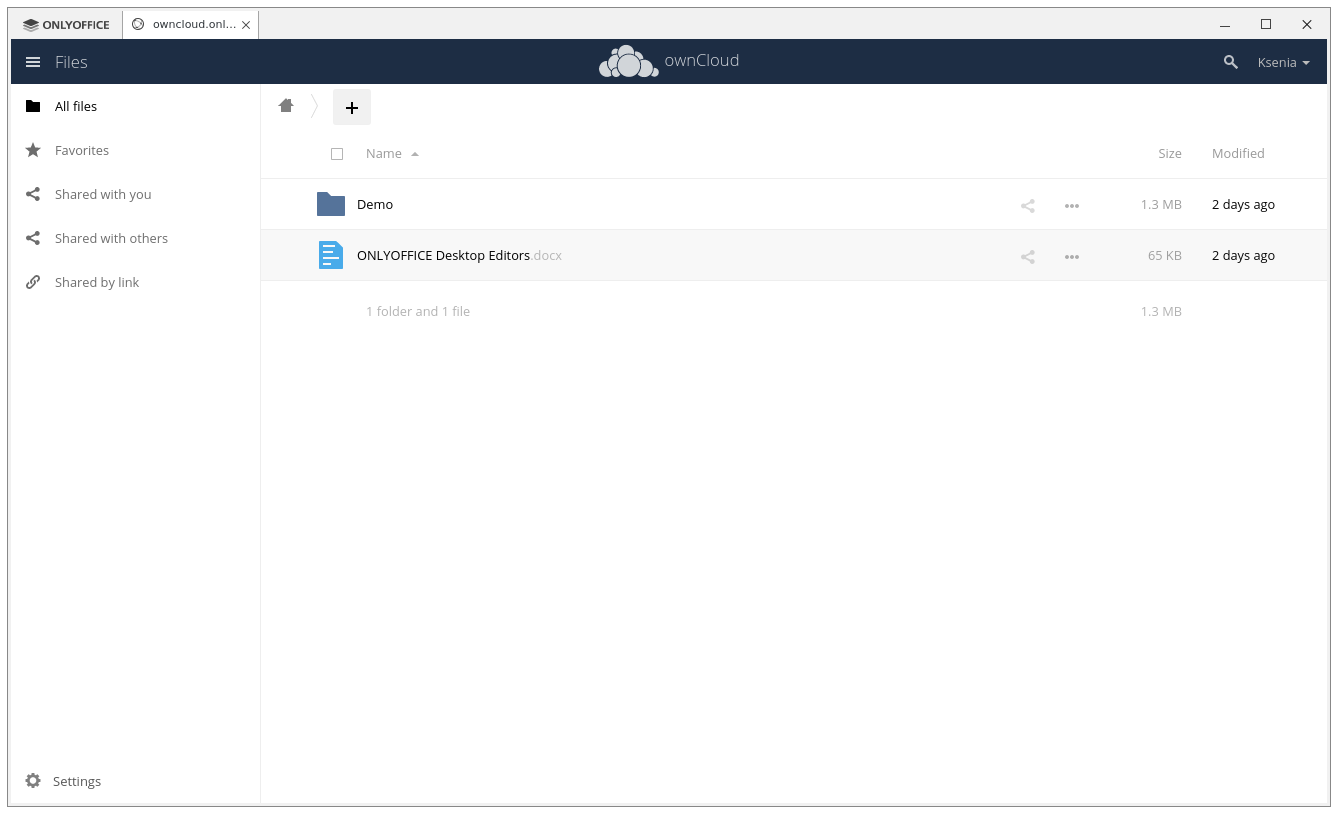 ONLYOFFICE
owncloud.onl...
Files
ownCloud
Ksenia
All files
Favorites
Shared with you
Shared with others
Shared by link
Settings
Name Size Modified
Demo 1.3 MB 2 days ago
ONLYOFFICE Desktop Editors.docx 65 KB 2 days ago
1 folder and 1 file 1.3 MB